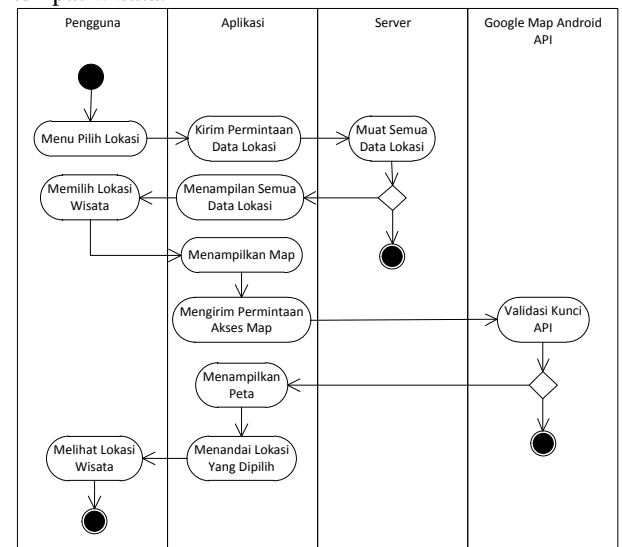 Pengguna
Aplikasi
Server
Google Map Android
API
Menu Pilih Lokasi
Kirim Permintaan
Data Lokasi
Muat Semua
Data Lokasi
Memilih Lokasi
Wisata
Menampilan Semua
Data Lokasi
Menampilkan Map
Mengirim Permintaan
Akses Map
Validasi Kunci
API
Menampilkan
Peta
Melihat Lokasi
Wisata
Menandai Lokasi
Yang Dipilih